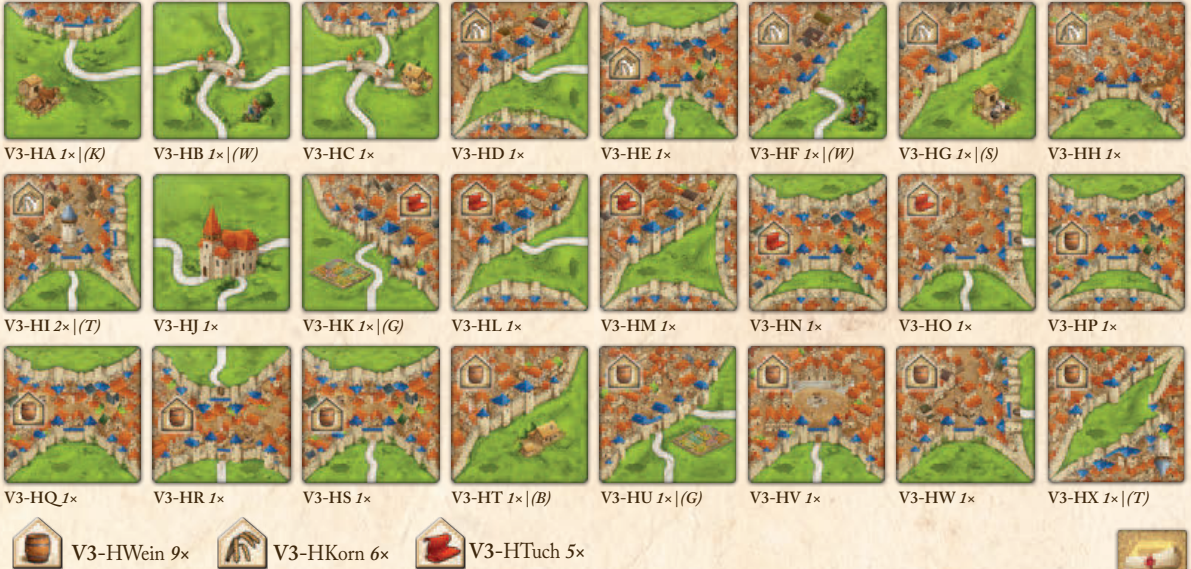 V3-HA 1×|(K) V3-HB 1×|(W) V3-HC 1× V3-HD 1× V3-HE 1× V3-HF 1×|(W) V3-HG 1×|(S) V3-HH 1×
V3-HI 2×|(T) V3-HJ 1× V3-HK 1×|(G) V3-HL 1× V3-HM 1× V3-HN 1× V3-HO 1× V3-HP 1×
V3-HQ 1× V3-HR 1× V3-HS 1× V3-HT 1×|(B) V3-HU 1×|(G) V3-HV 1× V3-HW 1× V3-HX 1×|(T)
V3-HWein 9× V3-HKorn 6× V3-HTuch 5×